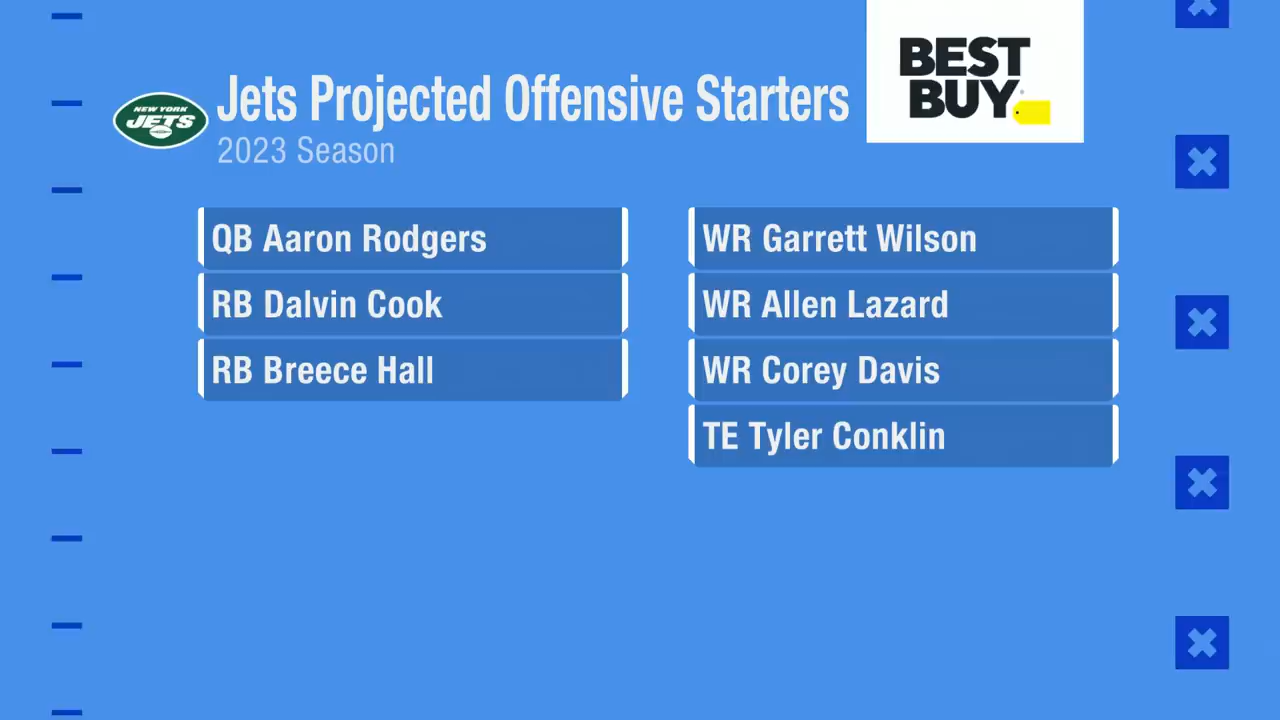 BEST
BUY
NEW YORK
JETS
Jets Projected Offensive Starters
2023 Season
QB Aaron Rodgers
RB Dalvin Cook
RB Breece Hall
WR Garrett Wilson
WR Allen Lazard
WR Corey Davis
TE Tyler Conklin